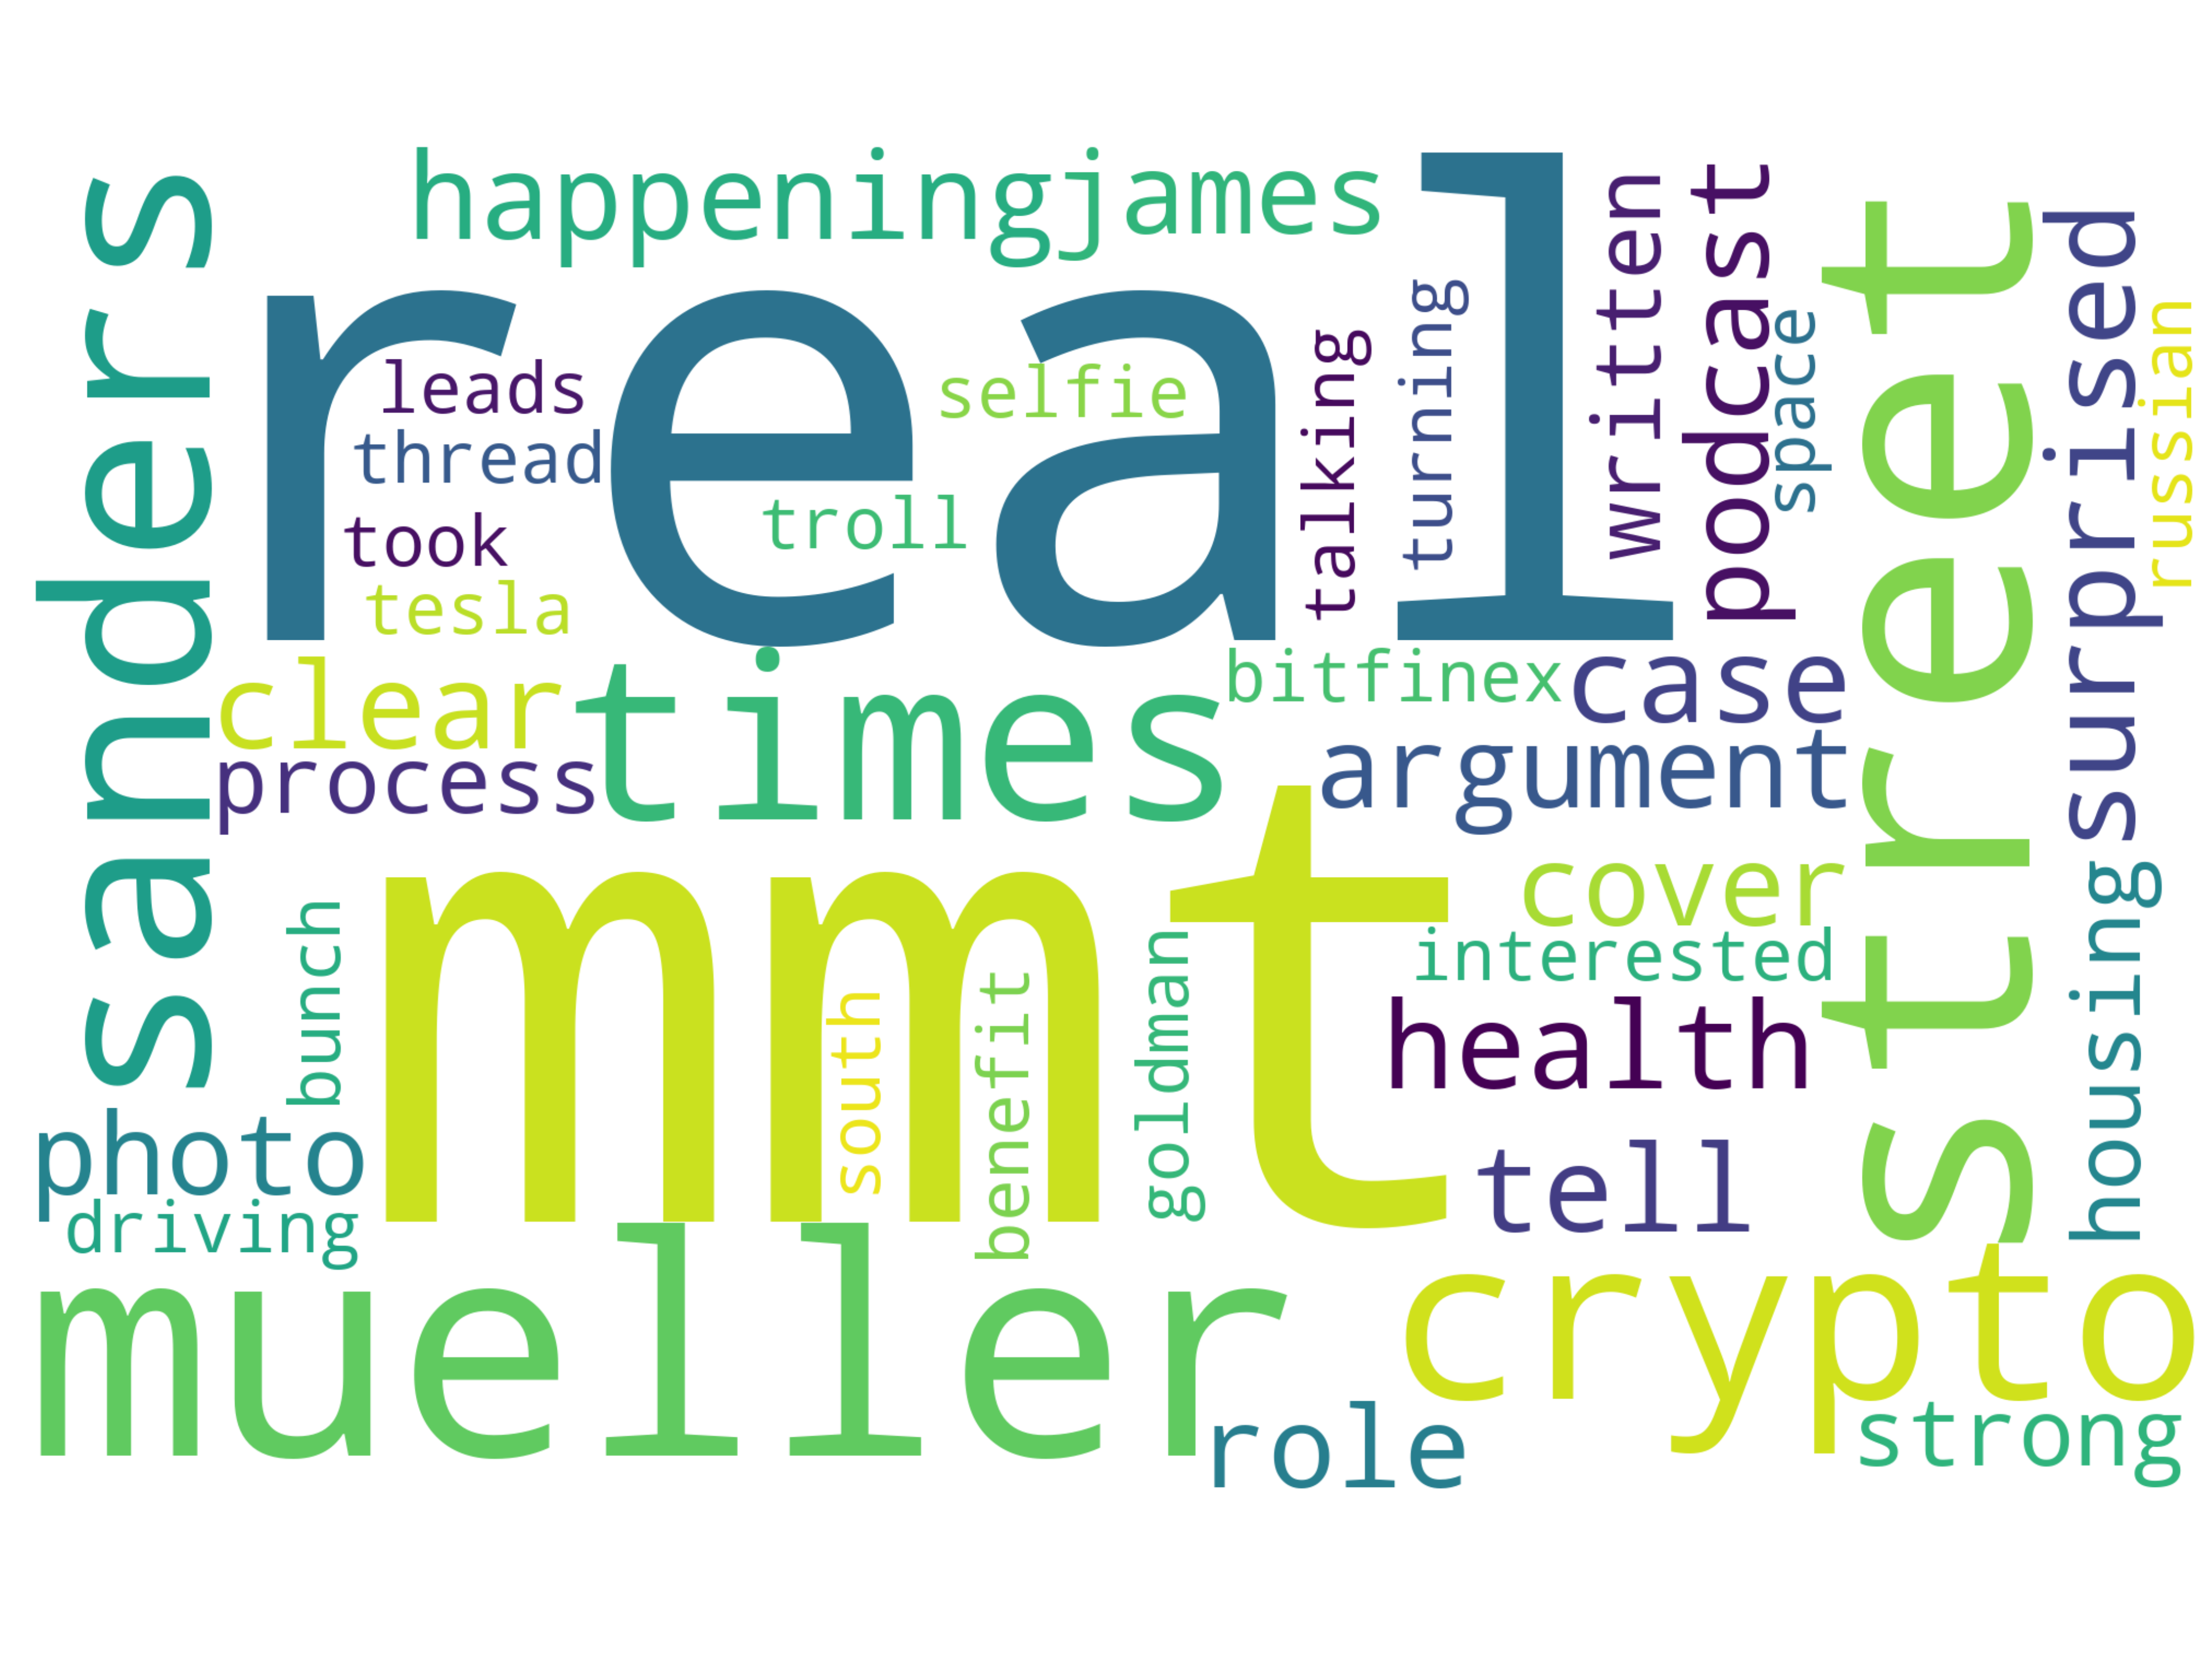 sanders
happening
james
real
leads
thread
took
tesla
selfie
troll
talking
turning
written
podcast
space
street
surprised
russian
clear
process
times
bitfinex
case
argument
mmt
bunch
south
benefit
goldman
cover
interested
health
tell
housing
photo
driving
mueller
crypto
role
strong